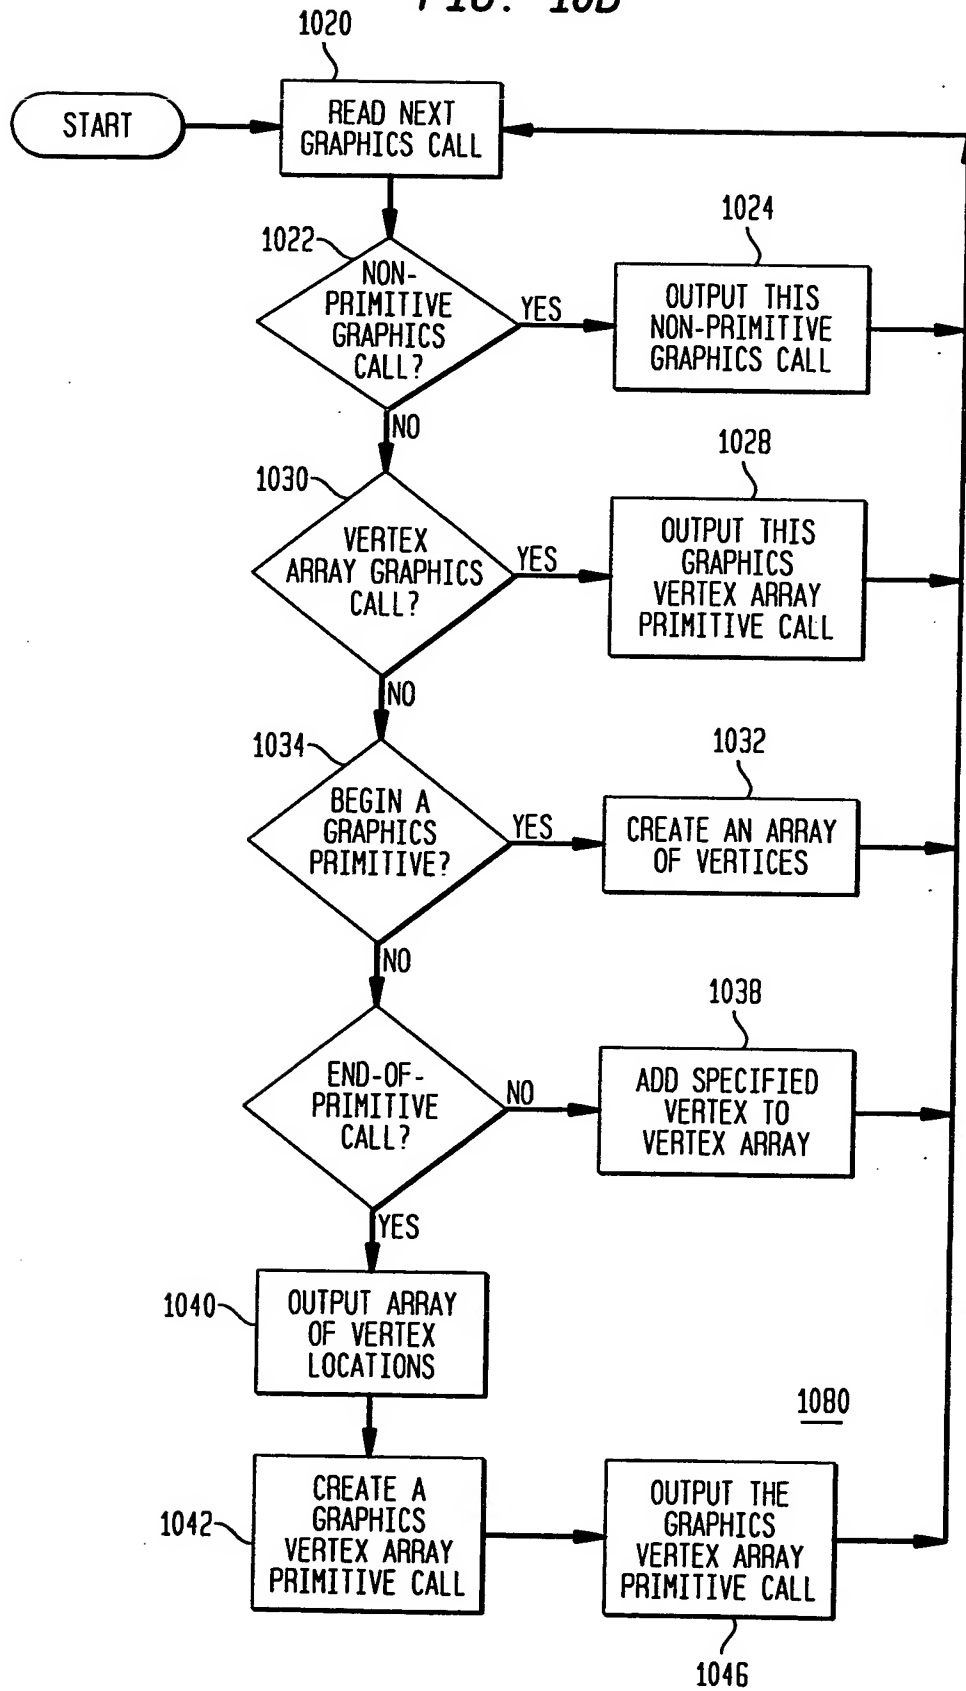 FIG. 10B
1020
START
READ NEXT
GRAPHICS CALL
1022
NON-
PRIMITIVE
GRAPHICS
CALL?
YES
1024
OUTPUT THIS
NON-PRIMITIVE
GRAPHICS CALL
NO
1030
VERTEX
ARRAY GRAPHICS
CALL?
YES
1028
OUTPUT THIS
GRAPHICS
VERTEX ARRAY
PRIMITIVE CALL
NO
1034
BEGIN A
GRAPHICS
PRIMITIVE?
YES
1032
CREATE AN ARRAY
OF VERTICES
NO
END-OF-
PRIMITIVE
CALL?
NO
1038
ADD SPECIFIED
VERTEX TO
VERTEX ARRAY
YES
1040
OUTPUT ARRAY
OF VERTEX
LOCATIONS
1080
1042
CREATE A
GRAPHICS
VERTEX ARRAY
PRIMITIVE CALL
OUTPUT THE
GRAPHICS
VERTEX ARRAY
PRIMITIVE CALL
1046